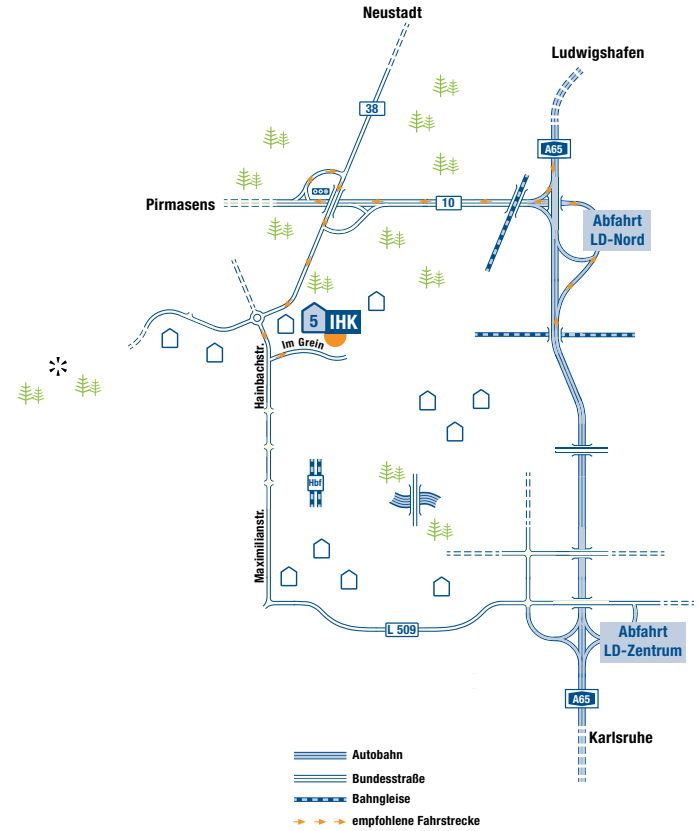 Neustadt
Ludwigshafen
38
A65
Pirmasens
10
Abfahrt
LD-Nord
5 IHK
Im Grein
Hainbachstr.
Hbf
Maximilianstr.
L 509
Abfahrt
LD-Zentrum
A65
Karlsruhe
Autobahn
Bundesstraße
Bahngleise
empfohlene Fahrstrecke